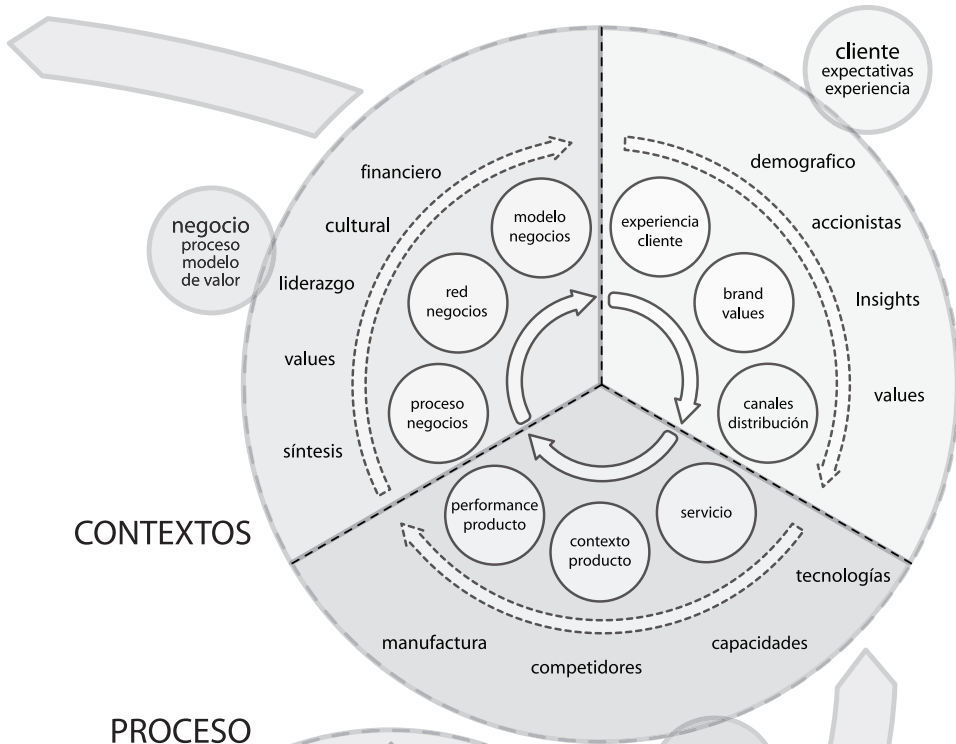 cliente
expectativas
experiencia
financiero
demografico
cultural
accionistas
negocio
proceso
modelo
de valor
modelo
negocios
experiencia
cliente
liderazgo
red
negocios
brand
values
Insights
values
proceso
negocios
canales
distribución
values
síntesis
performance
producto
contexto
producto
servicio
CONTEXTOS
tecnologías
manufactura
competidores
capacidades
PROCESO